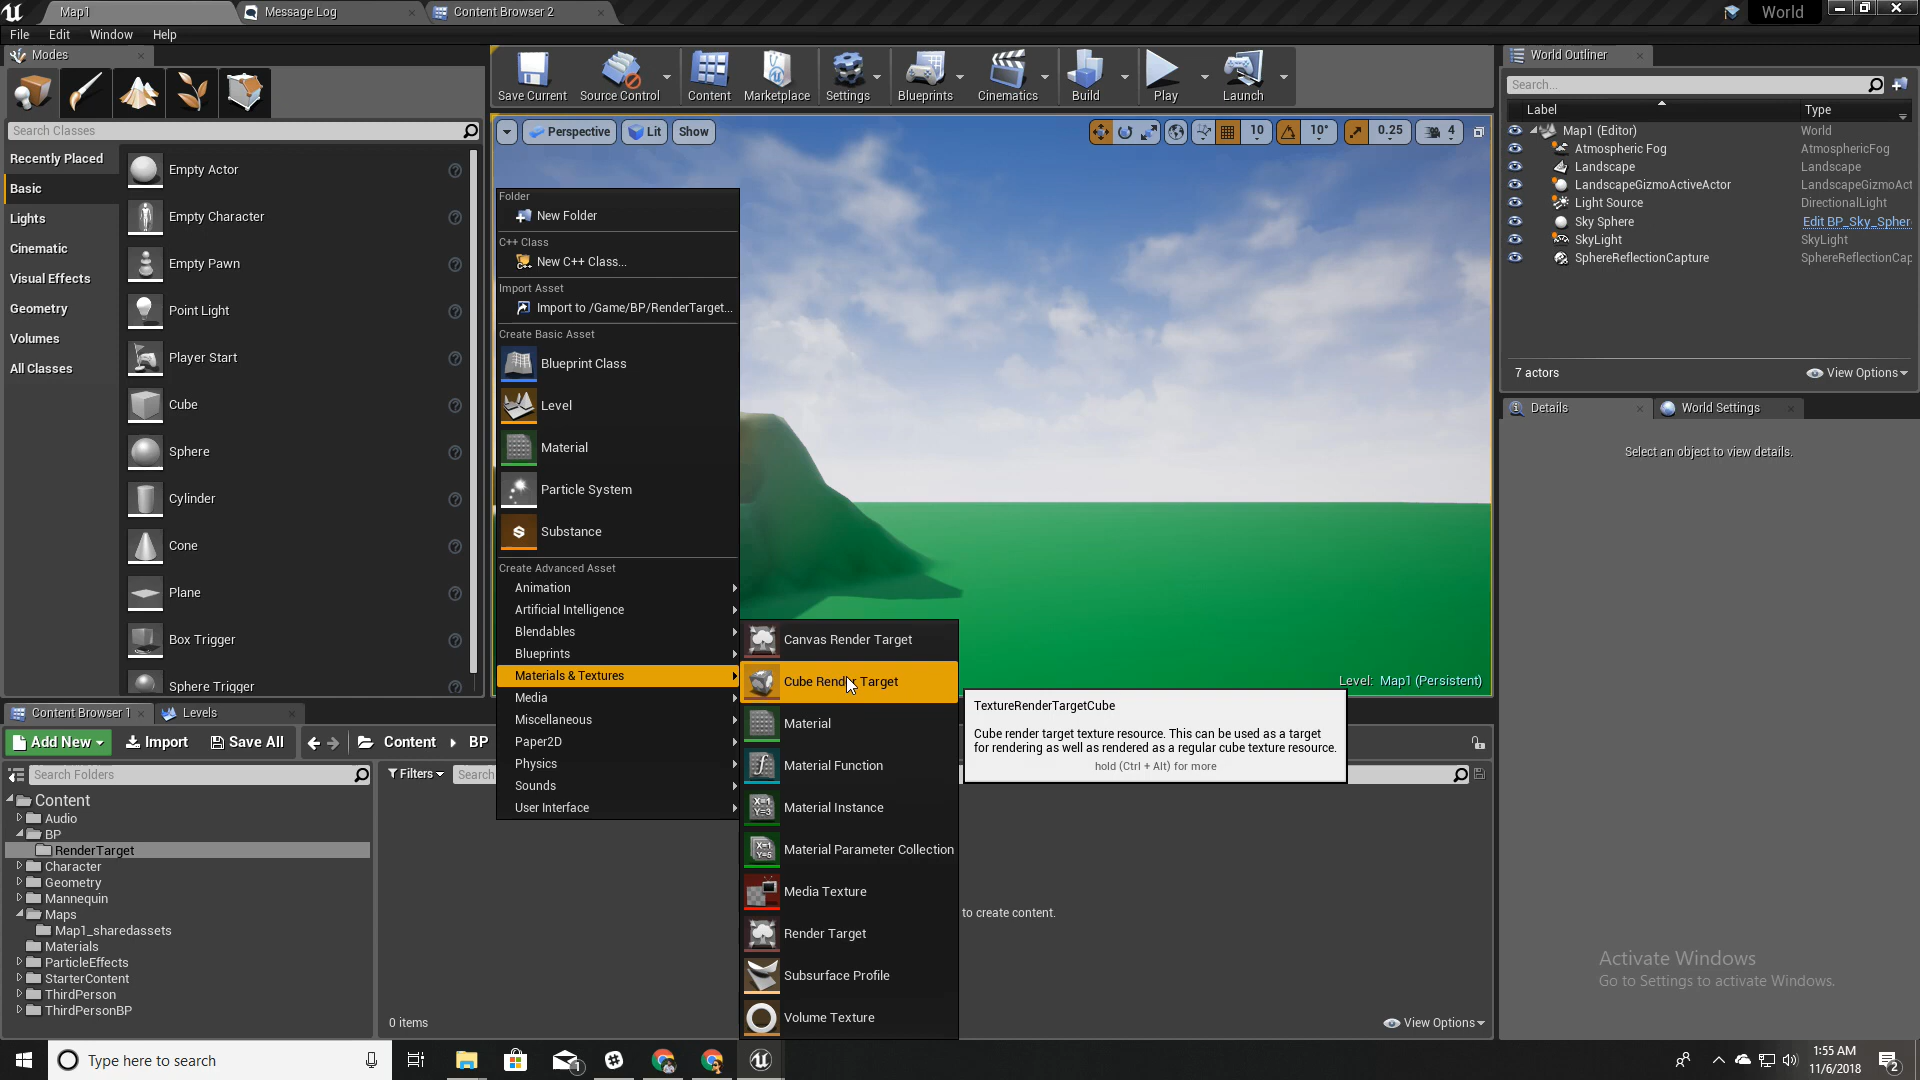 Map1
Message Log
Content Browser 2
World
File
Edit
Window
Help
Modes
Search Classes
Recently Placed
Basic
Lights
Cinematic
Visual Effects
Geometry
Volumes
All Classes
Empty Actor
Empty Character
Empty Pawn
Point Light
Player Start
Cube
Sphere
Cylinder
Cone
Plane
Box Trigger
Sphere Trigger
Save Current
Source Control
Content
Marketplace
Settings
Blueprints
Cinematics
Build
Play
Launch
Perspective
Lit
Show
10
10°
0.25
4
Folder
New Folder
C++ Class
New C++ Class...
Import Asset
Import to /Game/BP/RenderTarget...
Create Basic Asset
Blueprint Class
Level
Material
Particle System
Substance
Create Advanced Asset
Animation
Artificial Intelligence
Blendables
Blueprints
Materials & Textures
Media
Miscellaneous
Paper2D
Physics
Sounds
User Interface
Canvas Render Target
Cube Render Target
Material
Material Function
Material Instance
Material Parameter Collection
Media Texture
Render Target
Subsurface Profile
Volume Texture
TextureRenderTargetCube
Cube render target texture resource. This can be used as a target
for rendering as well as rendered as a regular cube texture resource.
hold (Ctrl + Alt) for more
Level: Map1 (Persistent)
World Outliner
Search...
Label
Type
Map1 (Editor)
World
Atmospheric Fog
AtmosphericFog
Landscape
Landscape
LandscapeGizmoActiveActor
LandscapeGizmoAct
Light Source
DirectionalLight
Sky Sphere
Edit BP_Sky_Spher
SkyLight
SkyLight
SphereReflectionCapture
SphereReflectionCap
7 actors
View Options
Details
World Settings
Select an object to view details.
Content Browser 1
Levels
Add New
Import
Save All
Content
BP
Search Folders
Filters
Search
Content
Audio
BP
RenderTarget
Character
Geometry
Mannequin
Maps
Map1_sharedassets
Materials
ParticleEffects
StarterContent
ThirdPerson
ThirdPersonBP
to create content.
0 items
View Options
Activate Windows
Go to Settings to activate Windows.
Type here to search
1
1:55 AM
11/6/2018
2